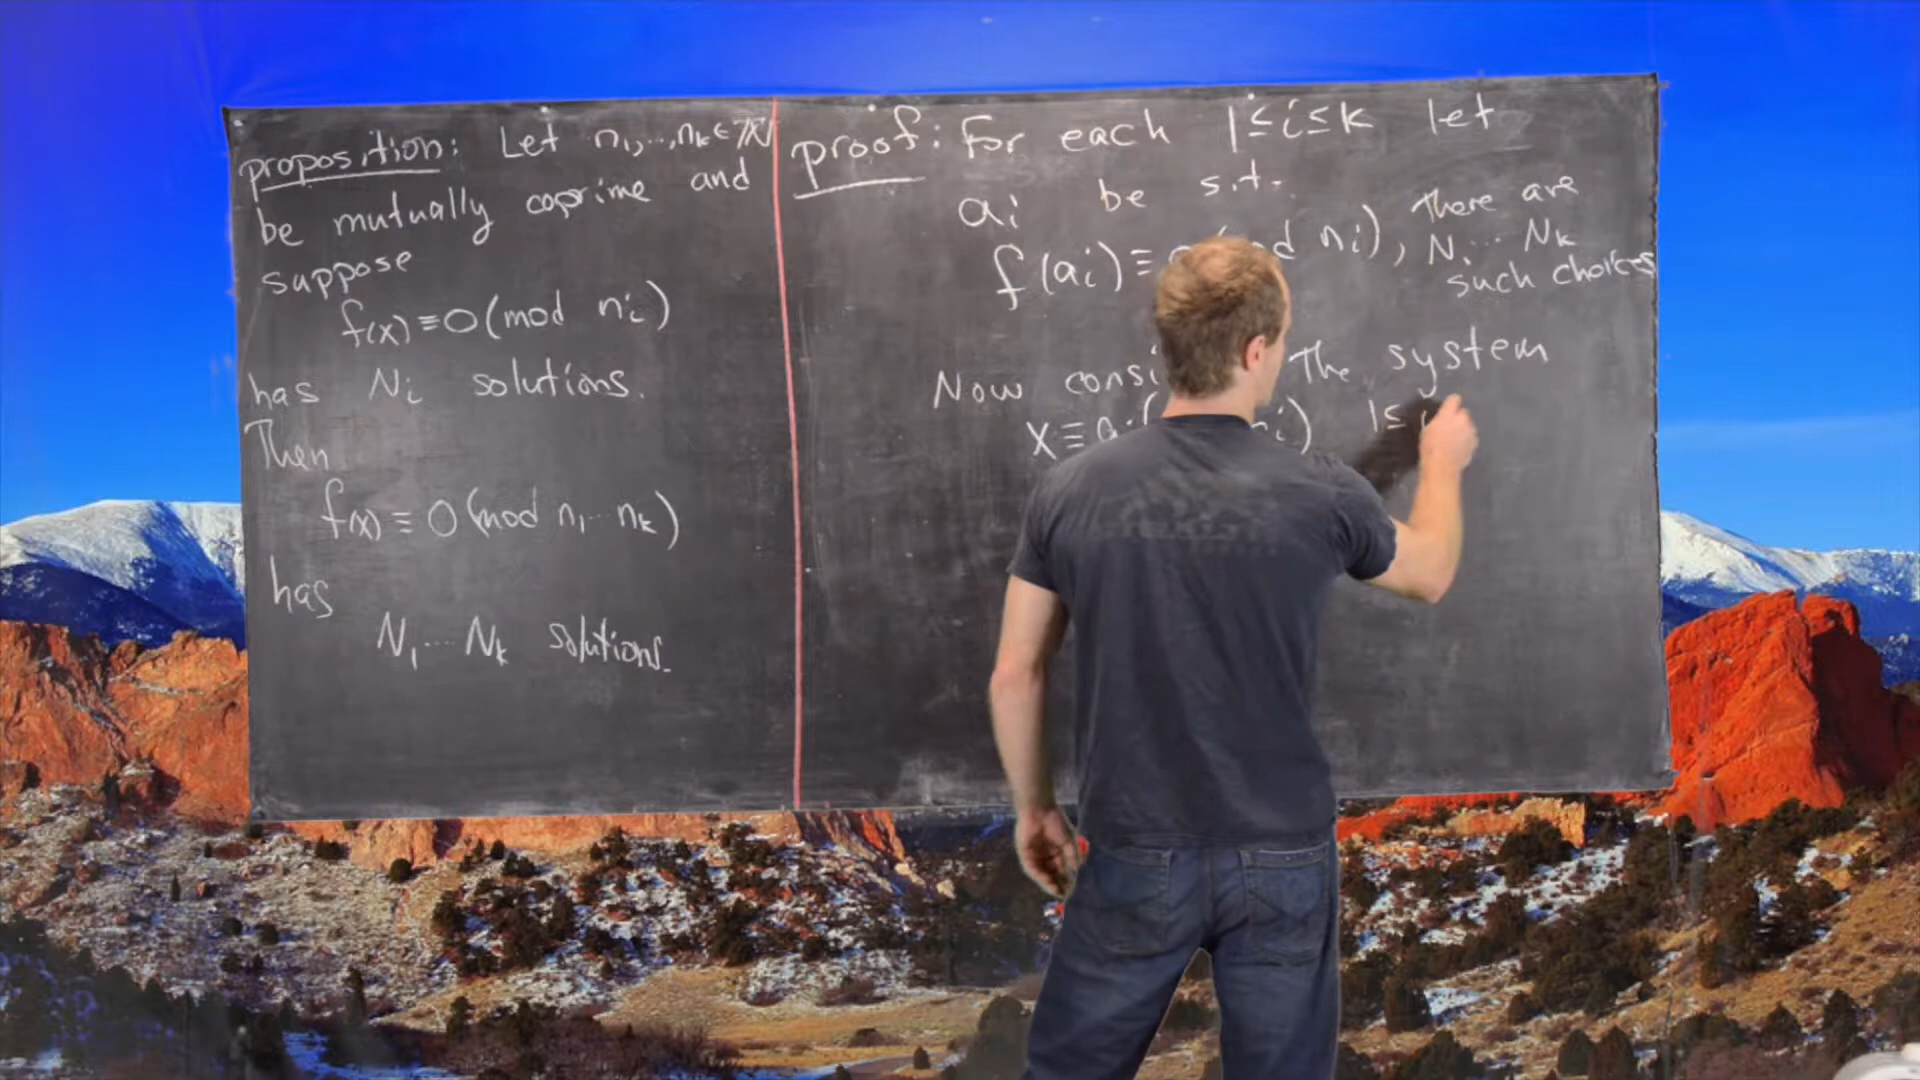 proposition: Let n₁,...,nₖ∈ℕ
be mutually coprime and
suppose
f(x)≡0(mod nᵢ)
has Nᵢ solutions.
Then
f(x)≡0(mod n₁...nₖ)
has
N₁...Nₖ solutions.
proof: For each 1≤i≤k let
aᵢ be s.t.
f(aᵢ)≡ nᵢ), There are
N₁... Nₖ
such choices
Now the system
x≡ 1≤